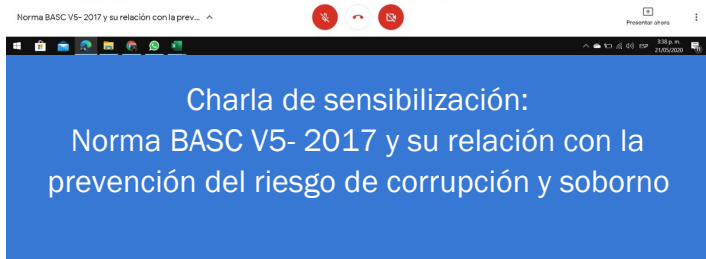 Norma BASC V5- 2017 y su relación con la prev...
Presentar ahora
ESP
3:38 p. m.
21/05/2020
Charla de sensibilización:
Norma BASC V5- 2017 y su relación con la
prevención del riesgo de corrupción y soborno